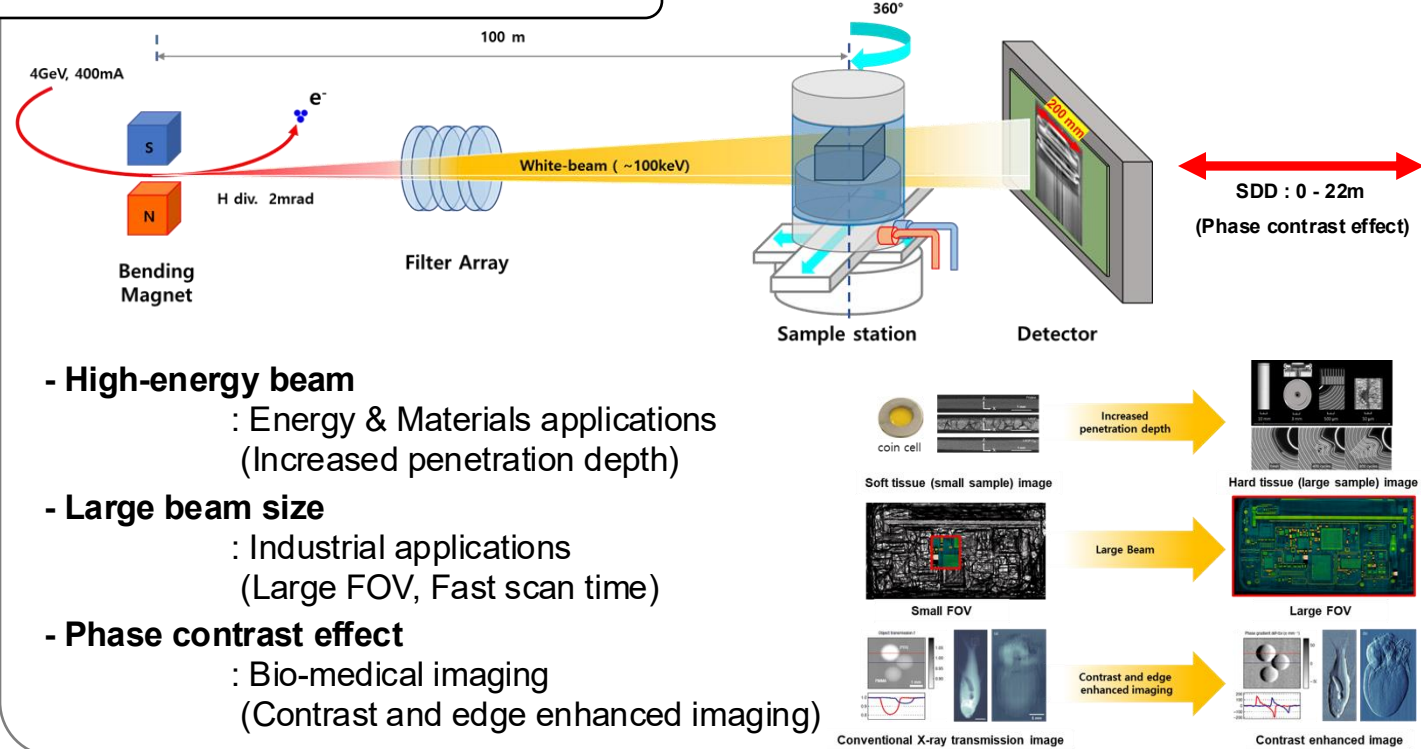 360°
100 m
4GeV, 400mA
e-
S
N
H div. 2mrad
White-beam ( ~100keV)
200 mm
SDD : 0 - 22m
(Phase contrast effect)
Bending
Magnet
Filter Array
Sample station
Detector
- High-energy beam
: Energy & Materials applications
(Increased penetration depth)
- Large beam size
: Industrial applications
(Large FOV, Fast scan time)
- Phase contrast effect
: Bio-medical imaging
(Contrast and edge enhanced imaging)
coin cell
Increased
penetration depth
Soft tissue (small sample) image
Hard tissue (large sample) image
Large Beam
Small FOV
Large FOV
Contrast and edge
enhanced imaging
Conventional X-ray transmission image
Contrast enhanced image